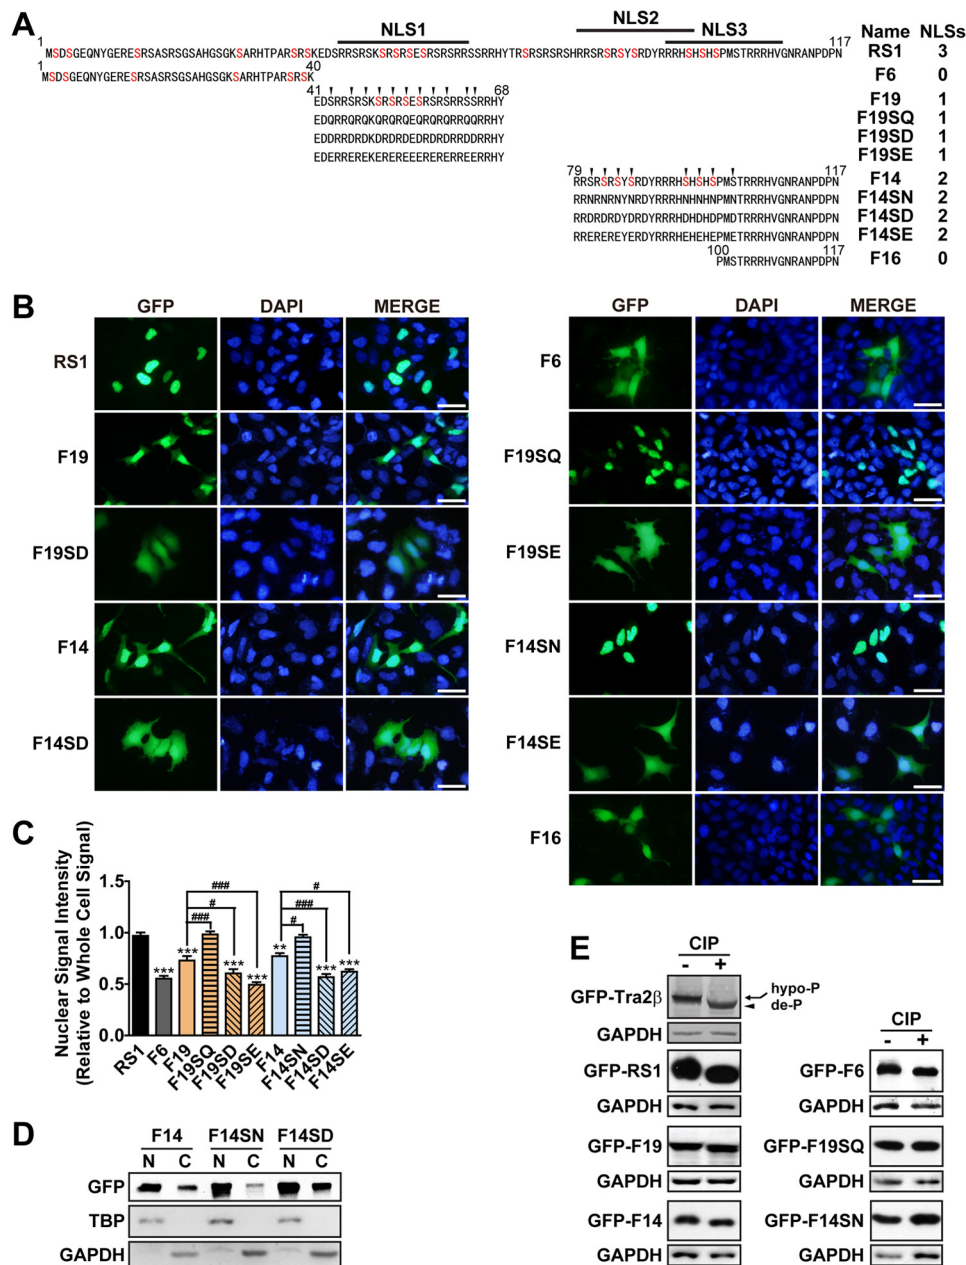 A
NLS1
NLS2
NLS3
Name NLSs
1
117
MSDSGEQNYGERESRSASRSGSAHGSGKSARHTPARSRSKEDSRRSRSKSRSRSESRSRSRRSSRRHYTRSRSRSRSHRRSRSRSYSRDYRRRHSHSHSPMSTRRRHVGNRANPDPN
RS1 3
1
40
MSDSGEQNYGERESRSASRSGSAHGSGKSARHTPARSRSK
F6 0
41
68
EDSRRSRSKSRSRSESRSRSRRSSRRHY
F19 1
EDQRRQRQKQRQRQEQRQRQRRQQRRHY
F19SQ 1
EDDRRDRDKDRDRDEDRDRDRRDDRRHY
F19SD 1
EDERREREKEREREEERERERREERRHY
F19SE 1
79
117
RRSRSRSYSRDYRRRHSHSHSPMSTRRRHVGNRANPDPN
F14 2
RRNRNRNYNRDYRRRHNHNHNPMNTRRRHVGNRANPDPN
F14SN 2
RRDRDRDYDRDYRRRHDHDHDPMDTRRRHVGNRANPDPN
F14SD 2
RREREREYERDYRRRHEHEHEPMETRRRHVGNRANPDPN
F14SE 2
100
117
PMSTRRRHVGNRANPDPN
F16 0
B
GFP DAPI MERGE
RS1
F19
F19SD
F14
F14SD
GFP DAPI MERGE
F6
F19SQ
F19SE
F14SN
F14SE
F16
C
Nuclear Signal Intensity
(Relative to Whole Cell Signal)
1.5
1.0
0.5
0.0
###
#
###
#
###
#
*** *** *** *** ** *** ***
RS1 F6 F19 F19SQ F19SD F19SE F14 F14SN F14SD F14SE
D
F14 F14SN F14SD
N C N C N C
GFP
TBP
GAPDH
E
CIP
- +
GFP-Tra2β
hypo-P
de-P
GAPDH
GFP-RS1
GAPDH
GFP-F19
GAPDH
GFP-F14
GAPDH
CIP
- +
GFP-F6
GAPDH
GFP-F19SQ
GAPDH
GFP-F14SN
GAPDH